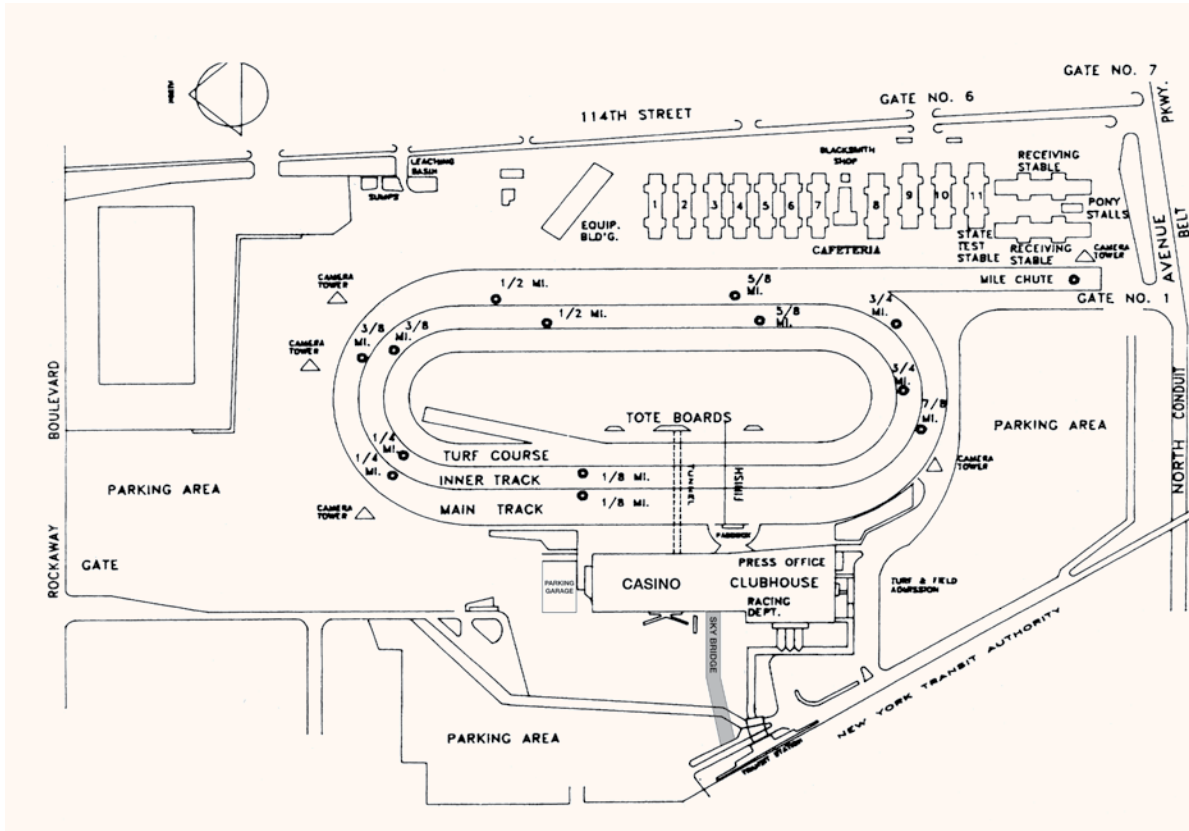 GATE NO. 7
PKWY.
GATE NO. 6
114TH STREET
NORTH
BLACKSMITH
SHOP
LEACHING
BASIN
SUMPS
RECEIVING
STABLE
1
2
3
4
5
6
7
8
9
10
11
PONY
STALLS
EQUIP.
BLD'G.
CAFETERIA
STATE
TEST
STABLE
RECEIVING
STABLE
CAMERA
TOWER
AVENUE
BELT
CAMERA
TOWER
1/2 MI.
5/8
MI.
MILE CHUTE
GATE NO. 1
3/4
MI.
1/2 MI.
5/8
MI.
3/8
MI.
3/8
MI.
CAMERA
TOWER
3/4
MI.
7/8
MI.
BOULEVARD
NORTH CONDUIT
TOTE BOARDS
PARKING AREA
1/4
MI.
1/4
MI.
TURF COURSE
CAMERA
TOWER
INNER TRACK
1/8 MI.
TUNNEL
FINISH
PARKING AREA
MAIN TRACK
1/8 MI.
CAMERA
TOWER
PADDOCK
ROCKAWAY
GATE
PRESS OFFICE
PARKING
GARAGE
CASINO
CLUBHOUSE
TURF & FIELD
ADMISSION
RACING
DEPT.
SKY BRIDGE
NEW YORK TRANSIT AUTHORITY
PARKING AREA
TRANSIT STATION